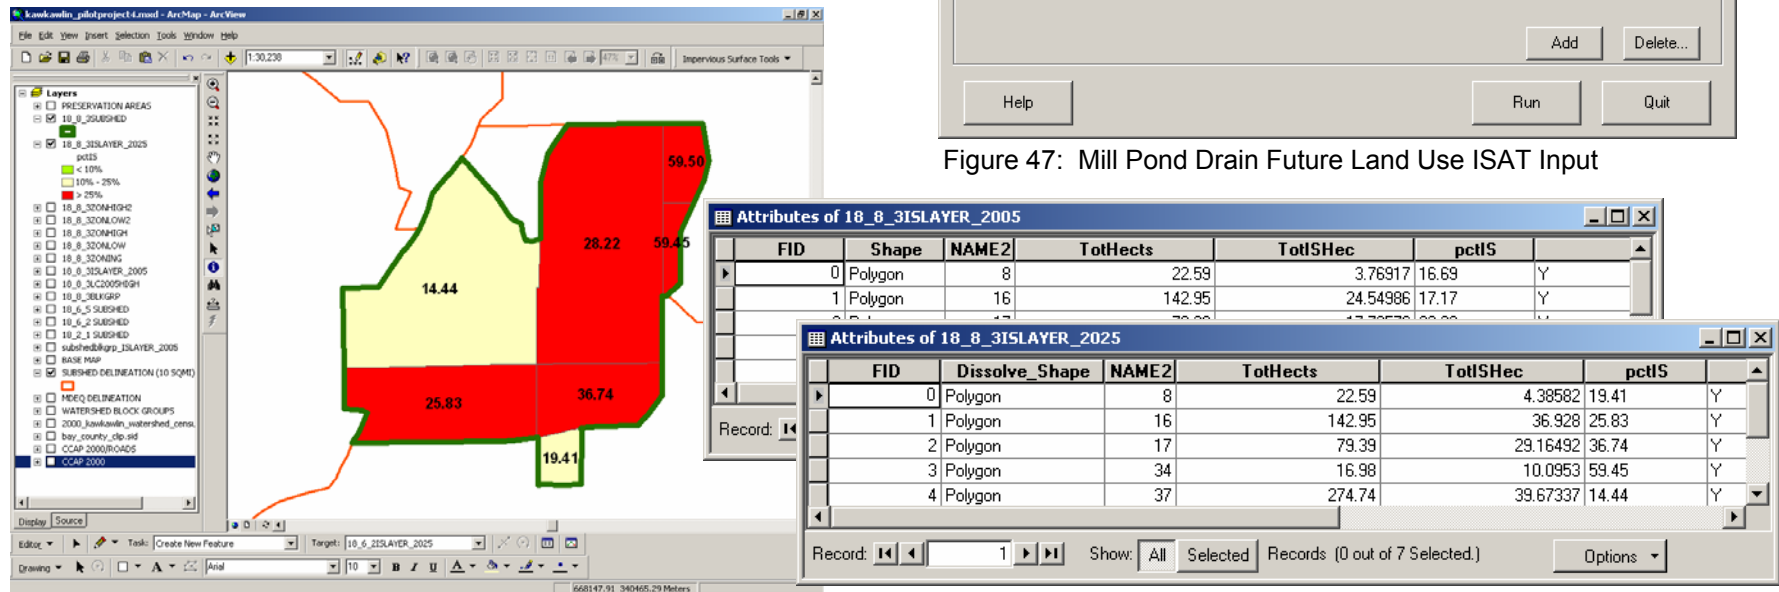 kawkawlin_pilotproject4.mxd - ArcMap - ArcView
File Edit View Insert Selection Tools Window Help
1:30,238
47%
Impervious Surface Tools
Layers
PRESERVATION AREAS
18_8_3SUBSHED
18_8_3ISLAYER_2025
pctIS
< 10%
10% - 25%
> 25%
18_8_3ZONHIGH2
18_8_3ZONLOW2
18_8_3ZONHIGH
18_8_3ZONLOW
18_8_3ZONING
18_8_3ISLAYER_2005
18_8_3LC2005HIGH
18_8_3BLKGRP
18_6_5 SUBSHED
18_6_2 SUBSHED
18_2_1 SUBSHED
subshedblkgrp_ISLAYER_2005
BASE MAP
SUBSHED DELINEATION (10 SQMI)
MDEQ DELINEATION
WATERSHED BLOCK GROUPS
2000_kawkawlin_watershed_censu
bay_county_clip.sid
CCAP 2000/ROADS
CCAP 2000
Display Source
59.50
28.22
59.45
14.44
25.83
36.74
19.41
Editor Task: Create New Feature Target: 18_6_2ISLAYER_2025
Drawing A Arial 10 B I U A
668147.91 340465.29 Meters
Add Delete...
Help Run Quit
Figure 47: Mill Pond Drain Future Land Use ISAT Input
Attributes of 18_8_3ISLAYER_2005
FID Shape NAME2 TotHects TotISHec pctIS
0 Polygon 8 22.59 3.76917 16.69 Y
1 Polygon 16 142.95 24.54986 17.17 Y
Record:
Attributes of 18_8_3ISLAYER_2025
FID Dissolve_Shape NAME2 TotHects TotISHec pctIS
0 Polygon 8 22.59 4.38582 19.41 Y
1 Polygon 16 142.95 36.928 25.83 Y
2 Polygon 17 79.39 29.16492 36.74 Y
3 Polygon 34 16.98 10.0953 59.45 Y
4 Polygon 37 274.74 39.67337 14.44 Y
Record: 1 Show: All Selected Records (0 out of 7 Selected.) Options